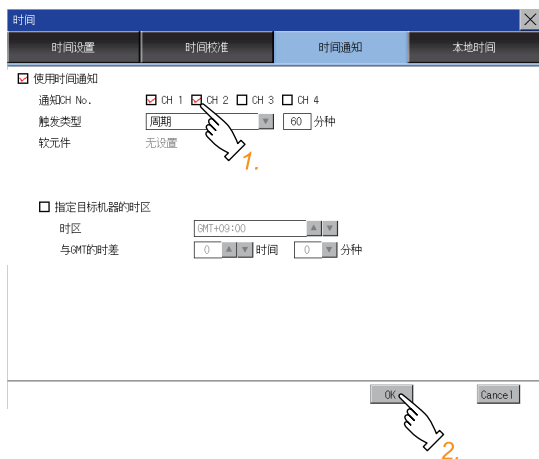 时间
时间设置 时间校准 时间通知 本地时间
使用时间通知
通知CH No. CH 1 CH 2 CH 3 CH 4
触发类型 周期 60 分钟
软元件 无设置
1.
指定目标机器的时区
时区 GMT+09:00
与GMT的时差 0 时间 0 分钟
OK Cancel
2.